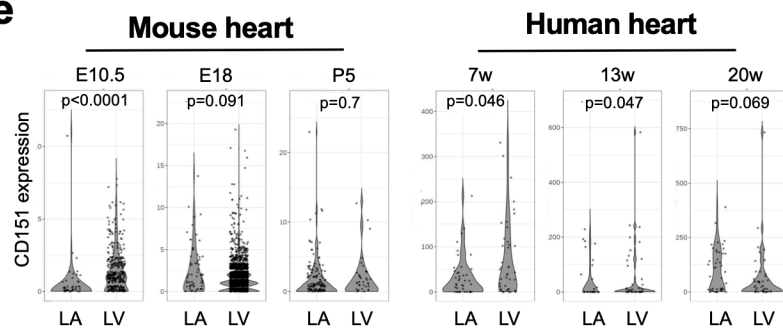 e
Mouse heart
Human heart
E10.5
E18
P5
7w
13w
20w
p<0.0001
p=0.091
p=0.7
p=0.046
p=0.047
p=0.069
CD151 expression
.0
5
0
20
15
10
5
0
20
10
0
400
300
200
100
0
600
400
200
0
750
500
250
0
LA LV
LA LV
LA LV
LA LV
LA LV
LA LV